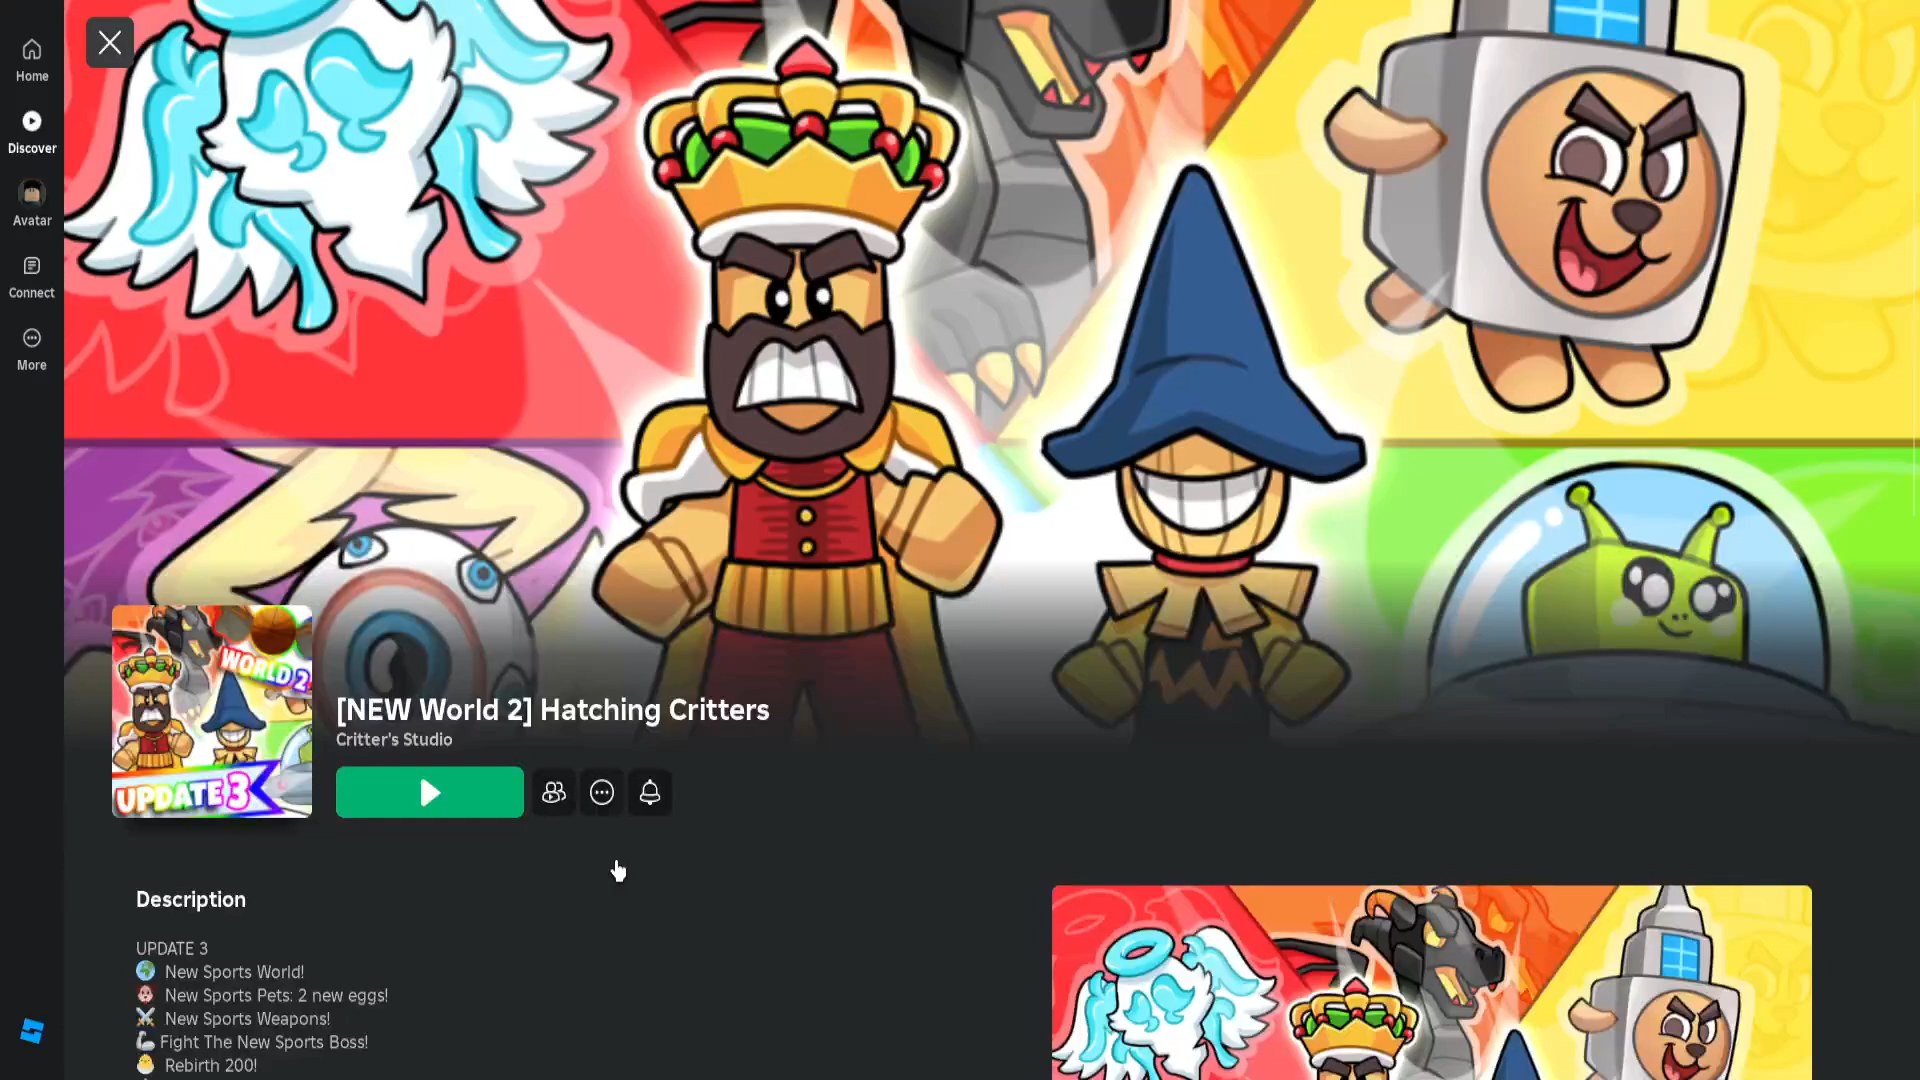 Home
Discover
Avatar
Connect
More
WORLD 2
UPDATE 3
[NEW World 2] Hatching Critters
Critter's Studio
Description
UPDATE 3
New Sports World!
New Sports Pets: 2 new eggs!
New Sports Weapons!
Fight The New Sports Boss!
Rebirth 200!